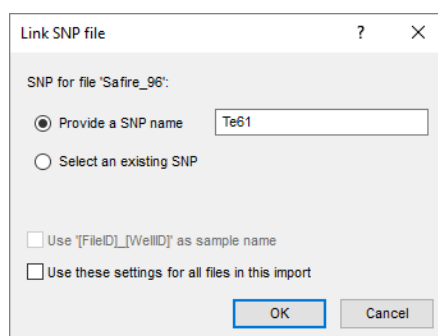 Link SNP file
?
SNP for file 'Safire_96':
Provide a SNP name
Te61
Select an existing SNP
Use '[FileID]_[WellID]' as sample name
Use these settings for all files in this import
OK
Cancel